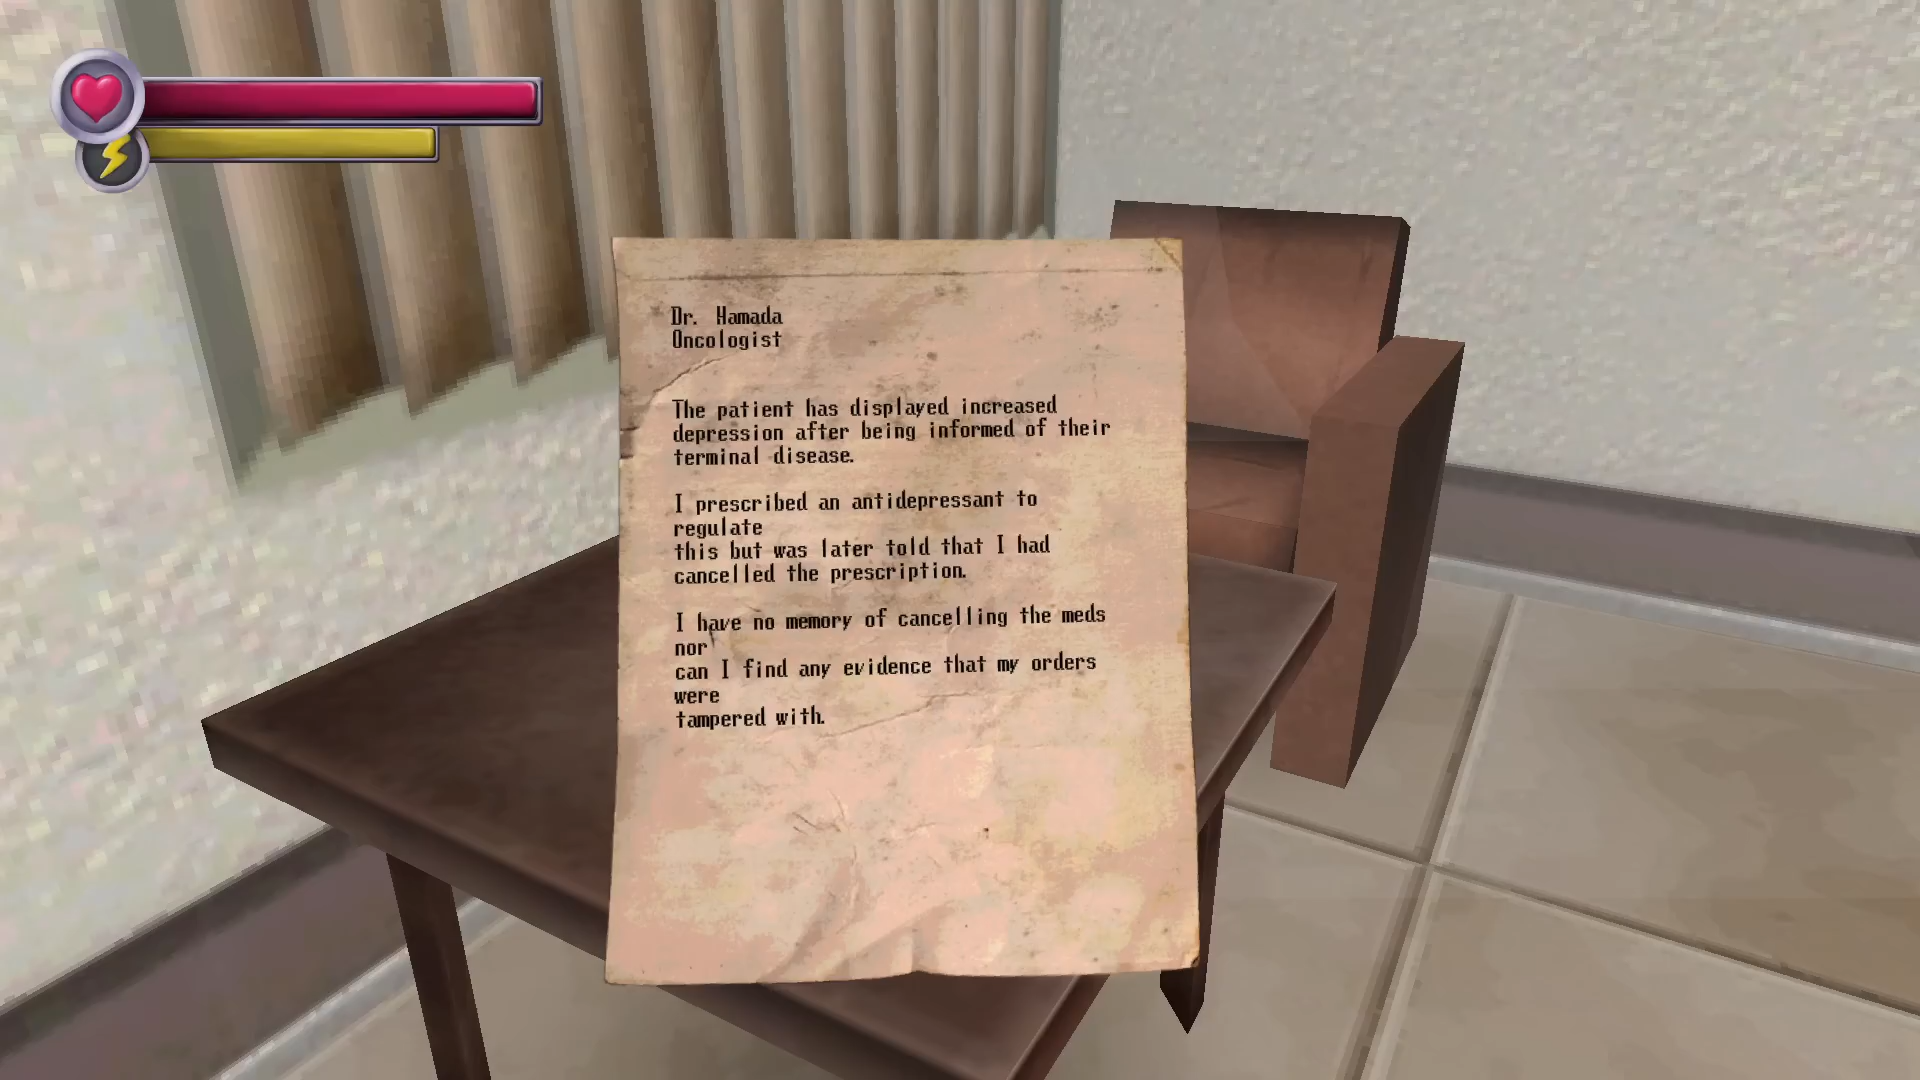 Dr. Hamada
Oncologist
The patient has displayed increased
depression after being informed of their
terminal disease.
I prescribed an antidepressant to
regulate
this but was later told that I had
cancelled the prescription.
I have no memory of cancelling the meds
nor
can I find any evidence that my orders
were
tampered with.